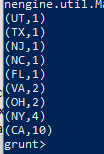 nengine.util.Ma
(UT,1)
(TX,1)
(NJ,1)
(NC,1)
(FL,1)
(VA,2)
(OH,2)
(NY,4)
(CA,10)
grunt>